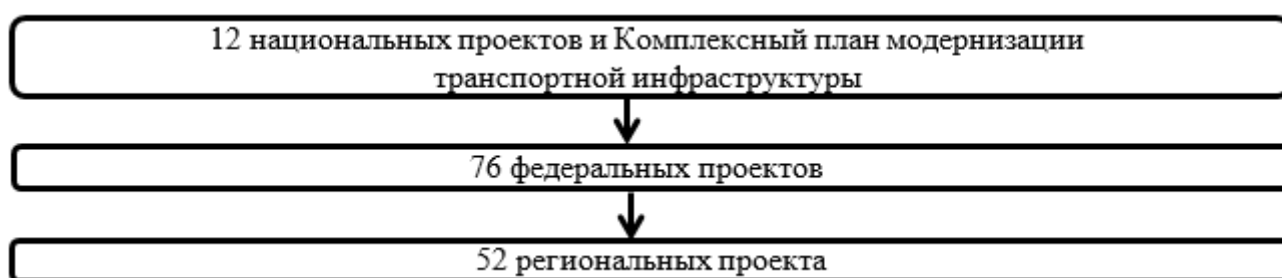 12 национальных проектов и Комплексный план модернизации
транспортной инфраструктуры
76 федеральных проектов
52 региональных проекта